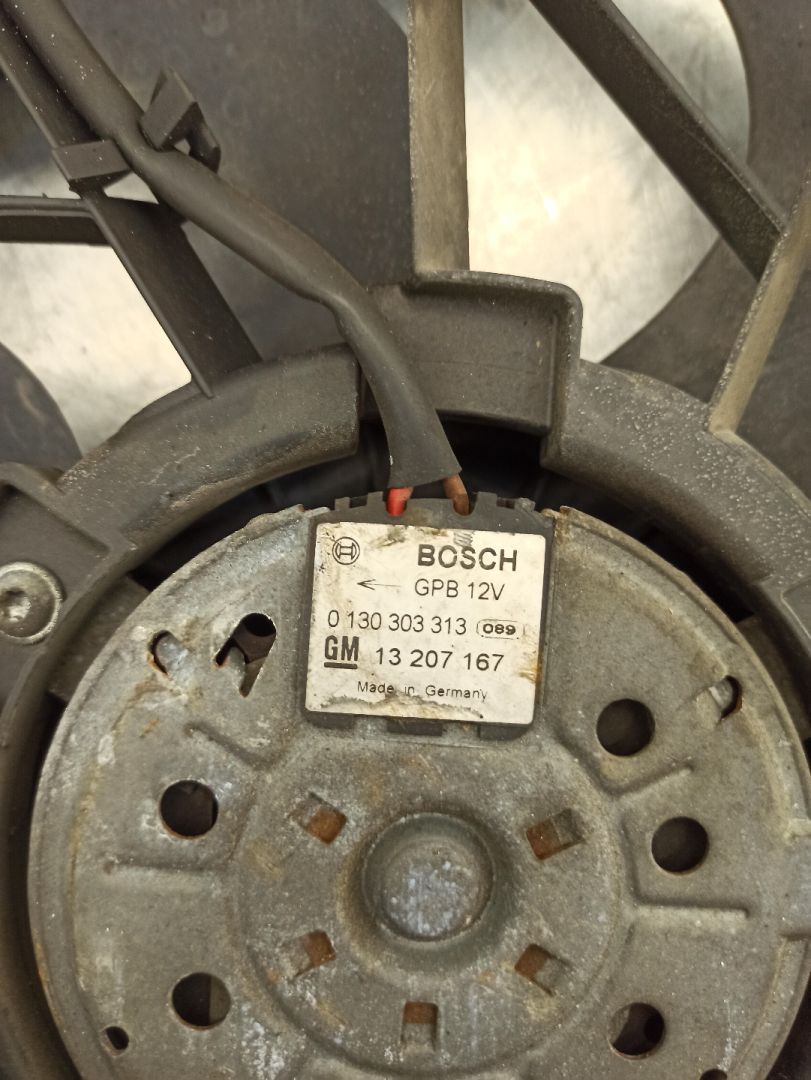 BOSCH
← GPB 12V
0 130 303 313 089
GM 13 207 167
Made in Germany